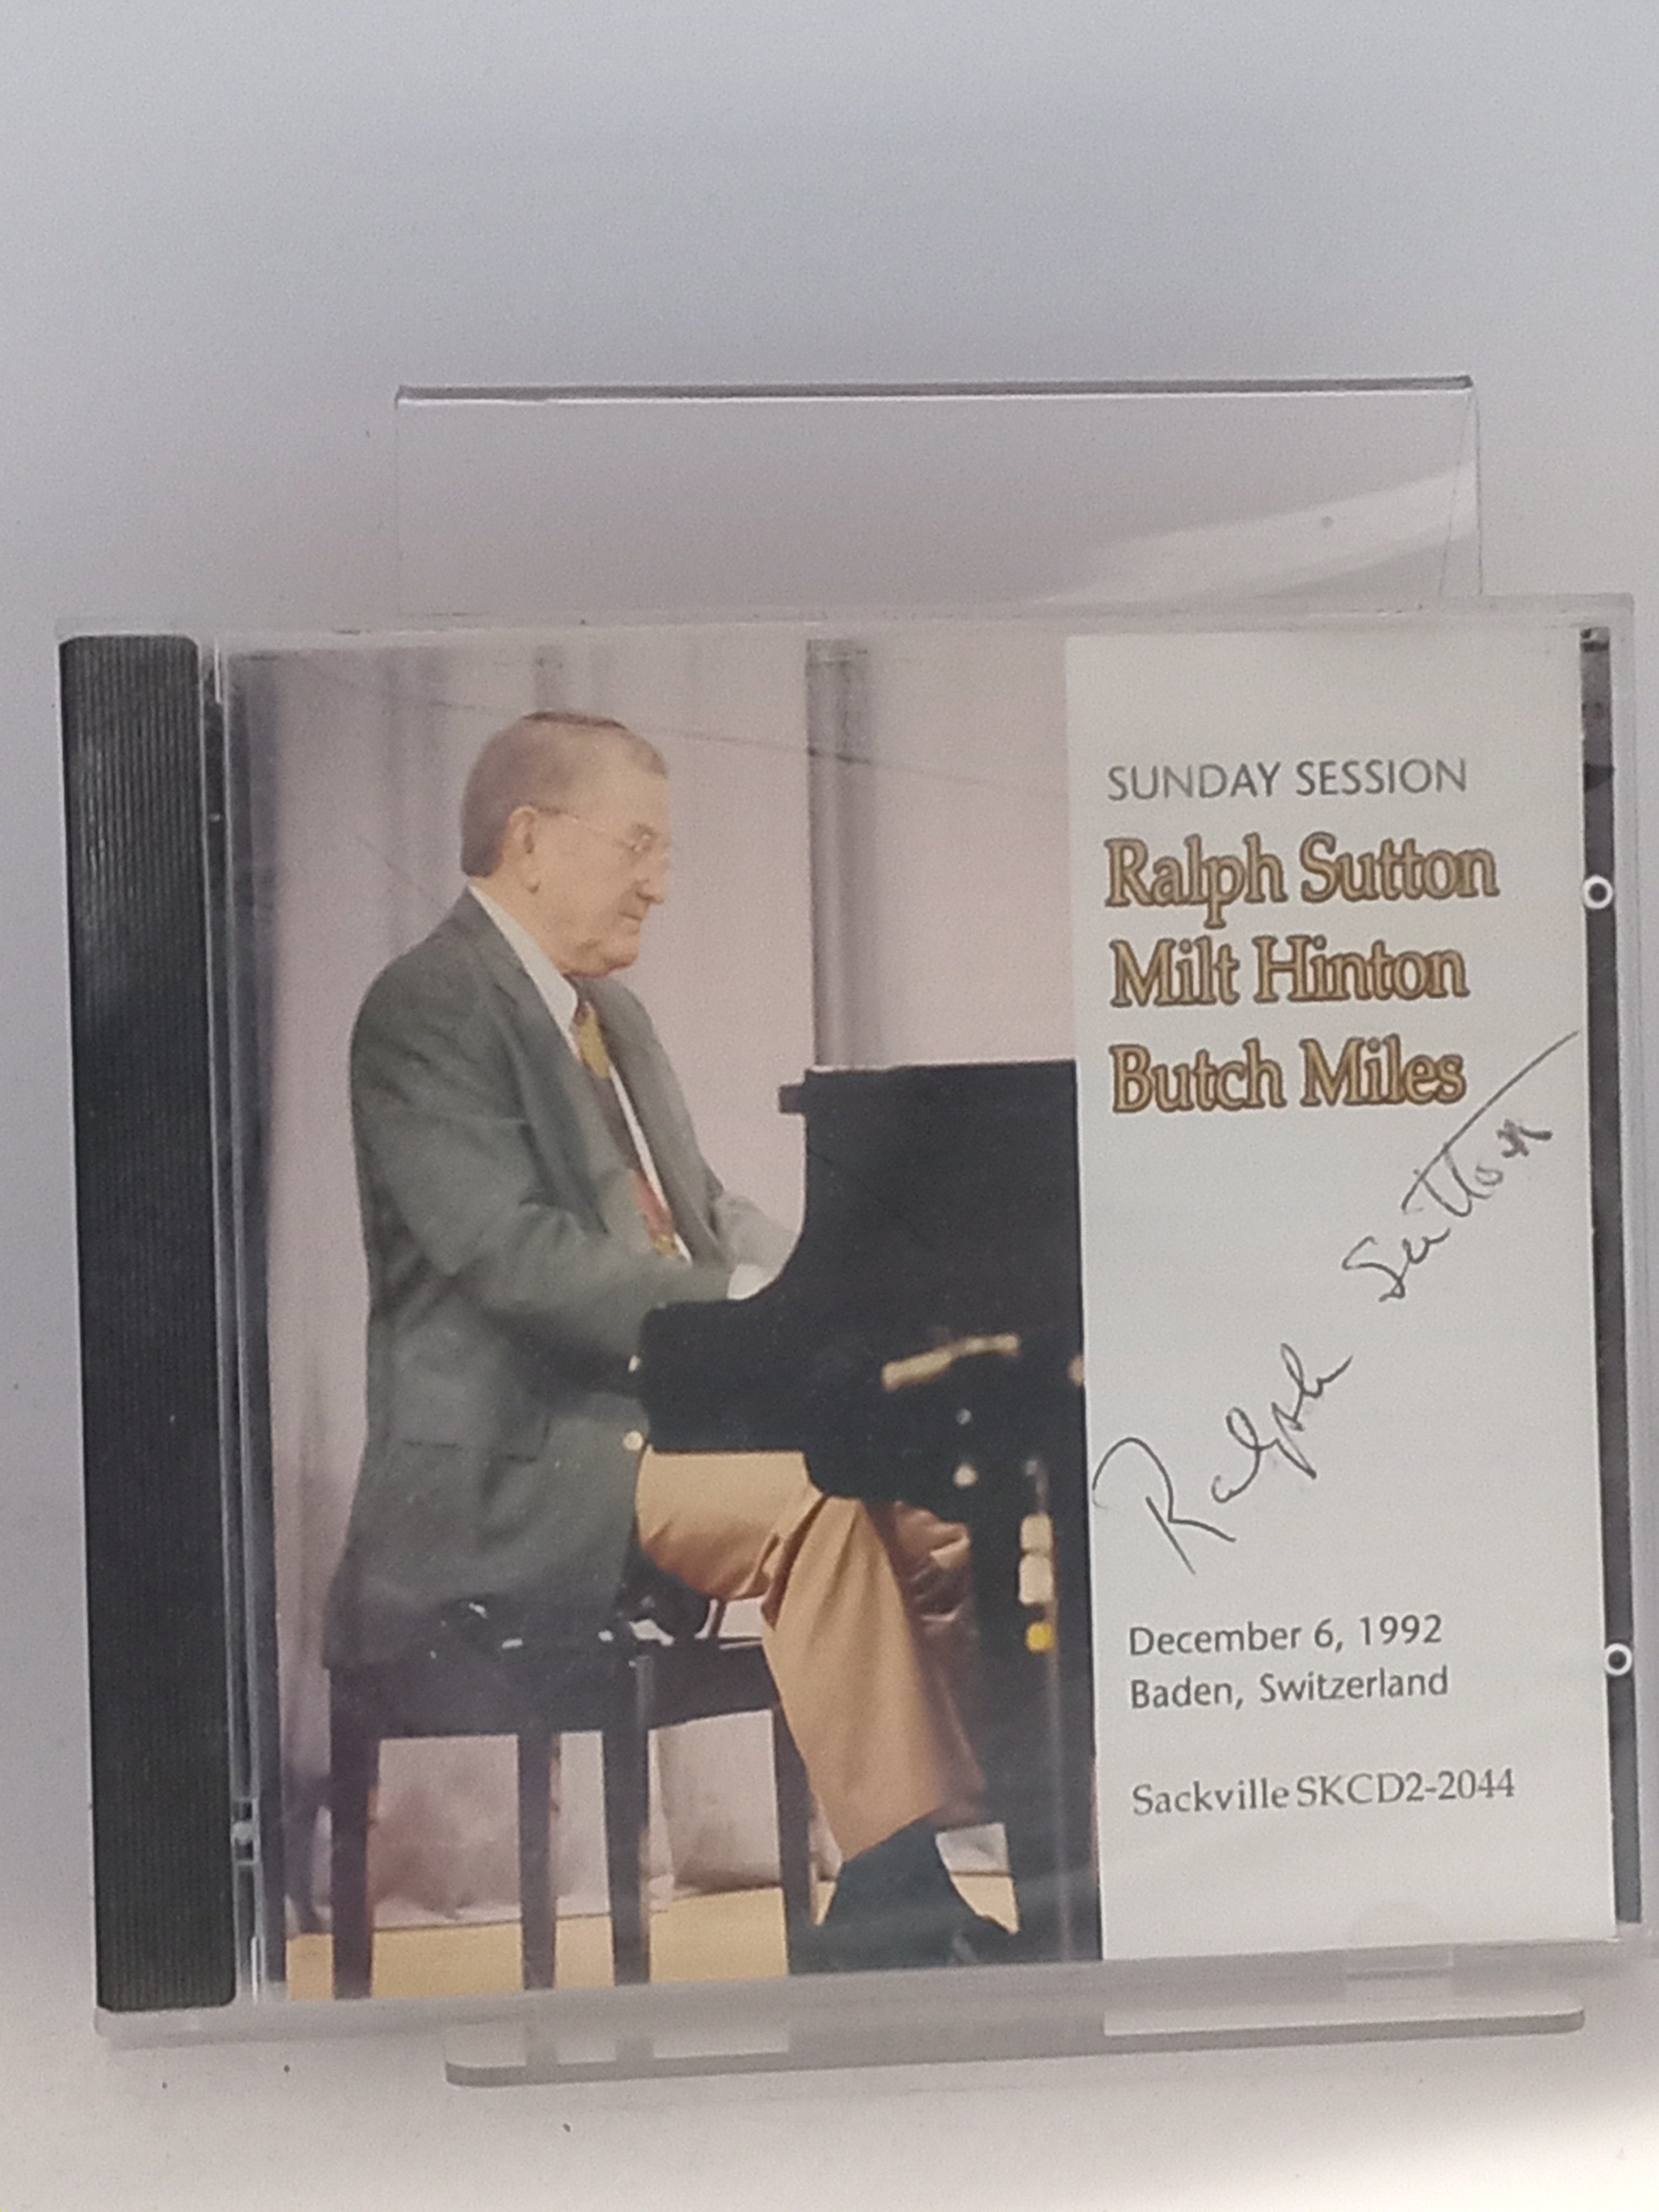 SUNDAY SESSION
Ralph Sutton
Milt Hinton
Butch Miles
Ralph Sutton
December 6, 1992
Baden, Switzerland
Sackville SKCD2-2044